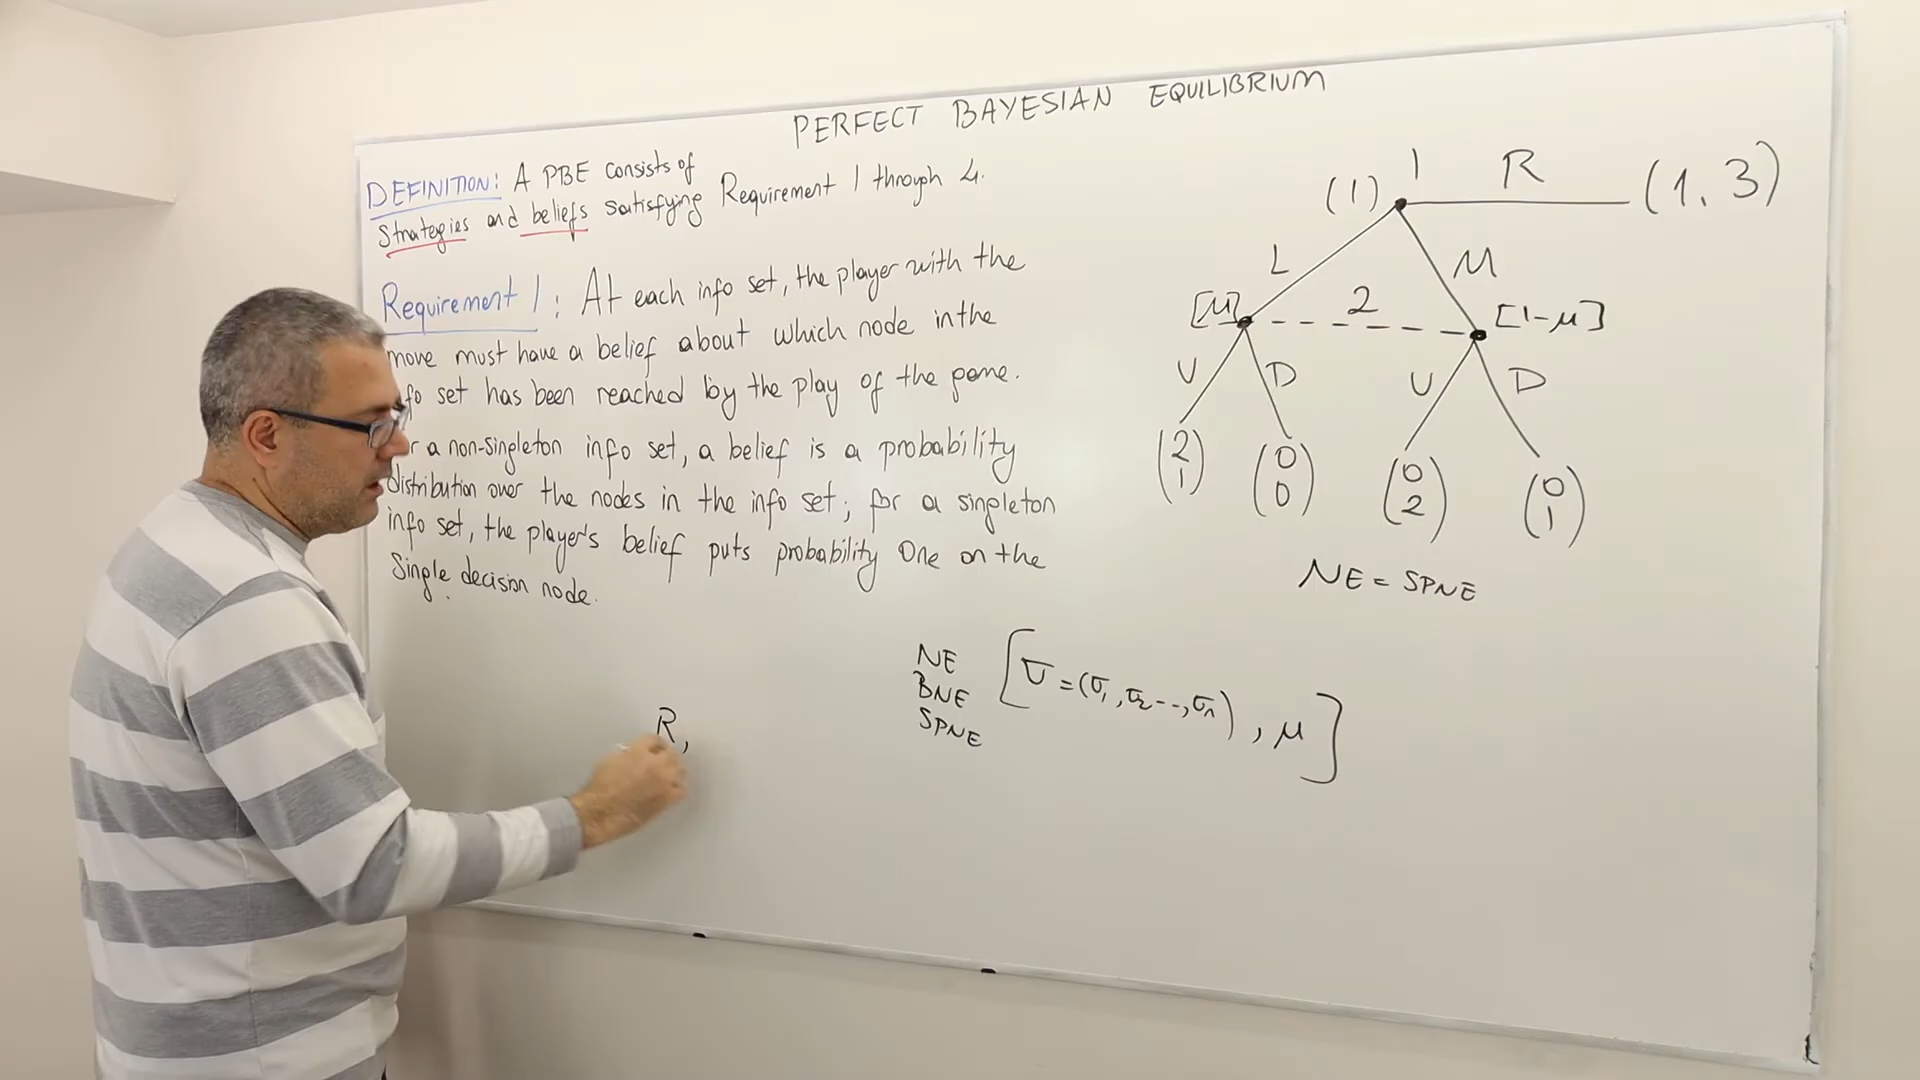 PERFECT BAYESIAN EQUILIBRIUM
DEFINITION: A PBE consists of
strategies and beliefs satisfying Requirement 1 through 4.
Requirement 1: At each info set, the player with the
move must have a belief about which node in the
fo set has been reached by the play of the game.
r a non-singleton info set, a belief is a probability
distribution over the nodes in the info set; for a singleton
info set, the player's belief puts probability One on the
Single decision node.
R,
NE
BNE
SPNE
[σ=(σ₁,σ₂--,σₙ), μ]
(1) 1 R (1, 3)
L M
[μ] 2 [1-μ]
U D U D
(2 (0 (0 (0
1) 0) 2) 1)
NE = SPNE